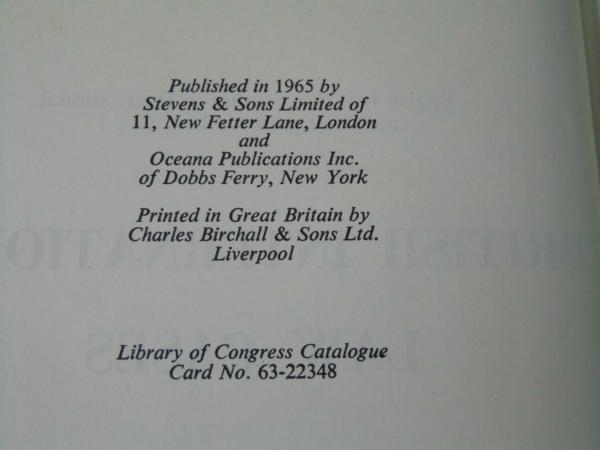 Published in 1965 by
Stevens & Sons Limited of
11, New Fetter Lane, London
and
Oceana Publications Inc.
of Dobbs Ferry, New York
Printed in Great Britain by
Charles Birchall & Sons Ltd.
Liverpool
Library of Congress Catalogue
Card No. 63-22348